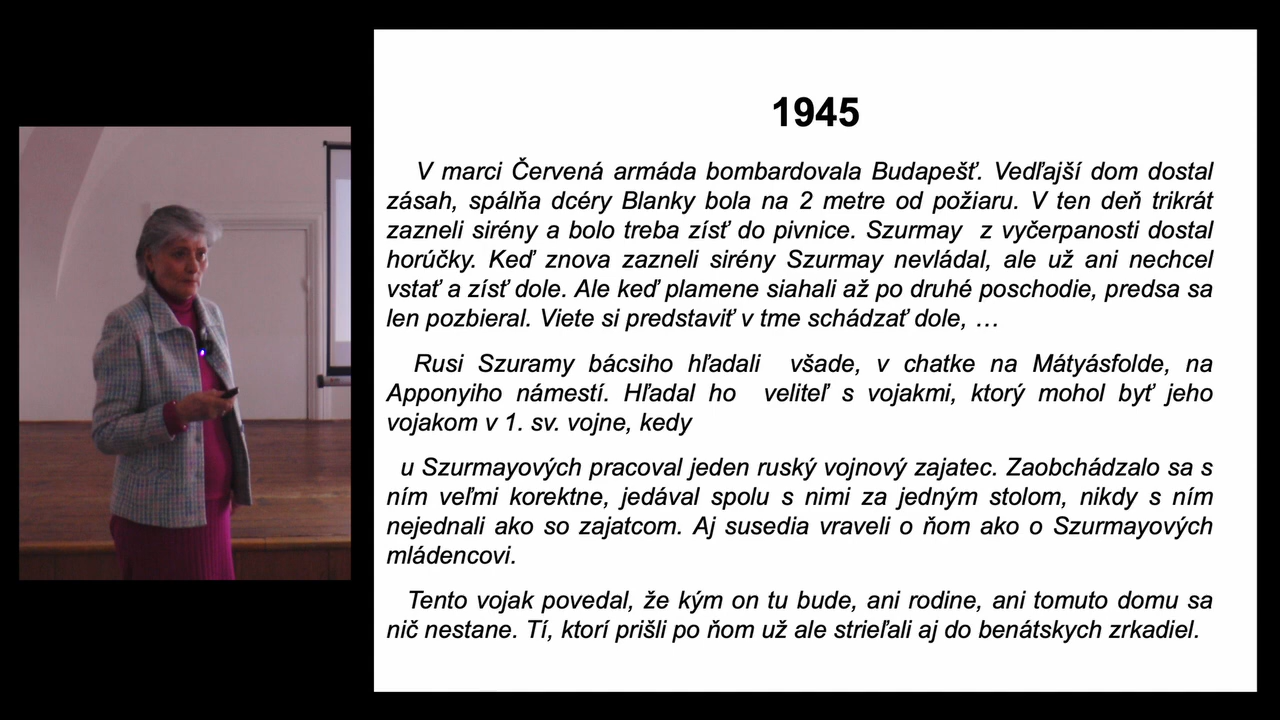 1945
V marci Červená armáda bombardovala Budapešť. Vedľajší dom dostal
zásah, spálňa dcéry Blanky bola na 2 metre od požiaru. V ten deň trikrát
zazneli sirény a bolo treba zísť do pivnice. Szurmay z vyčerpanosti dostal
horúčky. Keď znova zazneli sirény Szurmay nevládal, ale už ani nechcel
vstať a zísť dole. Ale keď plamene siahali až po druhé poschodie, predsa sa
len pozbieral. Viete si predstaviť v tme schádzať dole, …
Rusi Szuramy bácsiho hľadali všade, v chatke na Mátyásfolde, na
Apponyiho námestí. Hľadal ho veliteľ s vojakmi, ktorý mohol byť jeho
vojakom v 1. sv. vojne, kedy
u Szurmayových pracoval jeden ruský vojnový zajatec. Zaobchádzalo sa s
ním veľmi korektne, jedával spolu s nimi za jedným stolom, nikdy s ním
nejednali ako so zajatcom. Aj susedia vraveli o ňom ako o Szurmayových
mládencovi.
Tento vojak povedal, že kým on tu bude, ani rodine, ani tomuto domu sa
nič nestane. Tí, ktorí prišli po ňom už ale strieľali aj do benátskych zrkadiel.